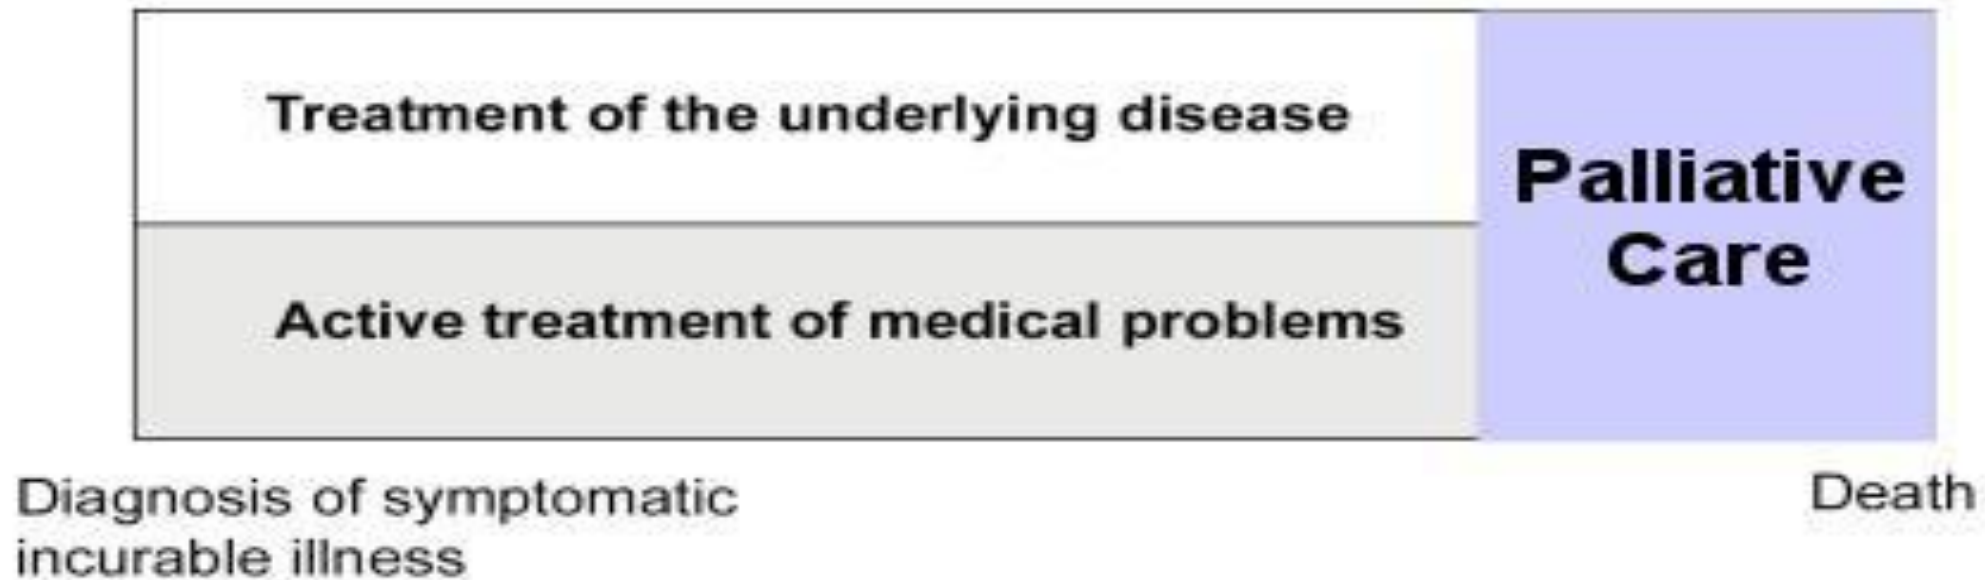 Treatment of the underlying disease
Palliative
Care
Active treatment of medical problems
Diagnosis of symptomatic
incurable illness
Death